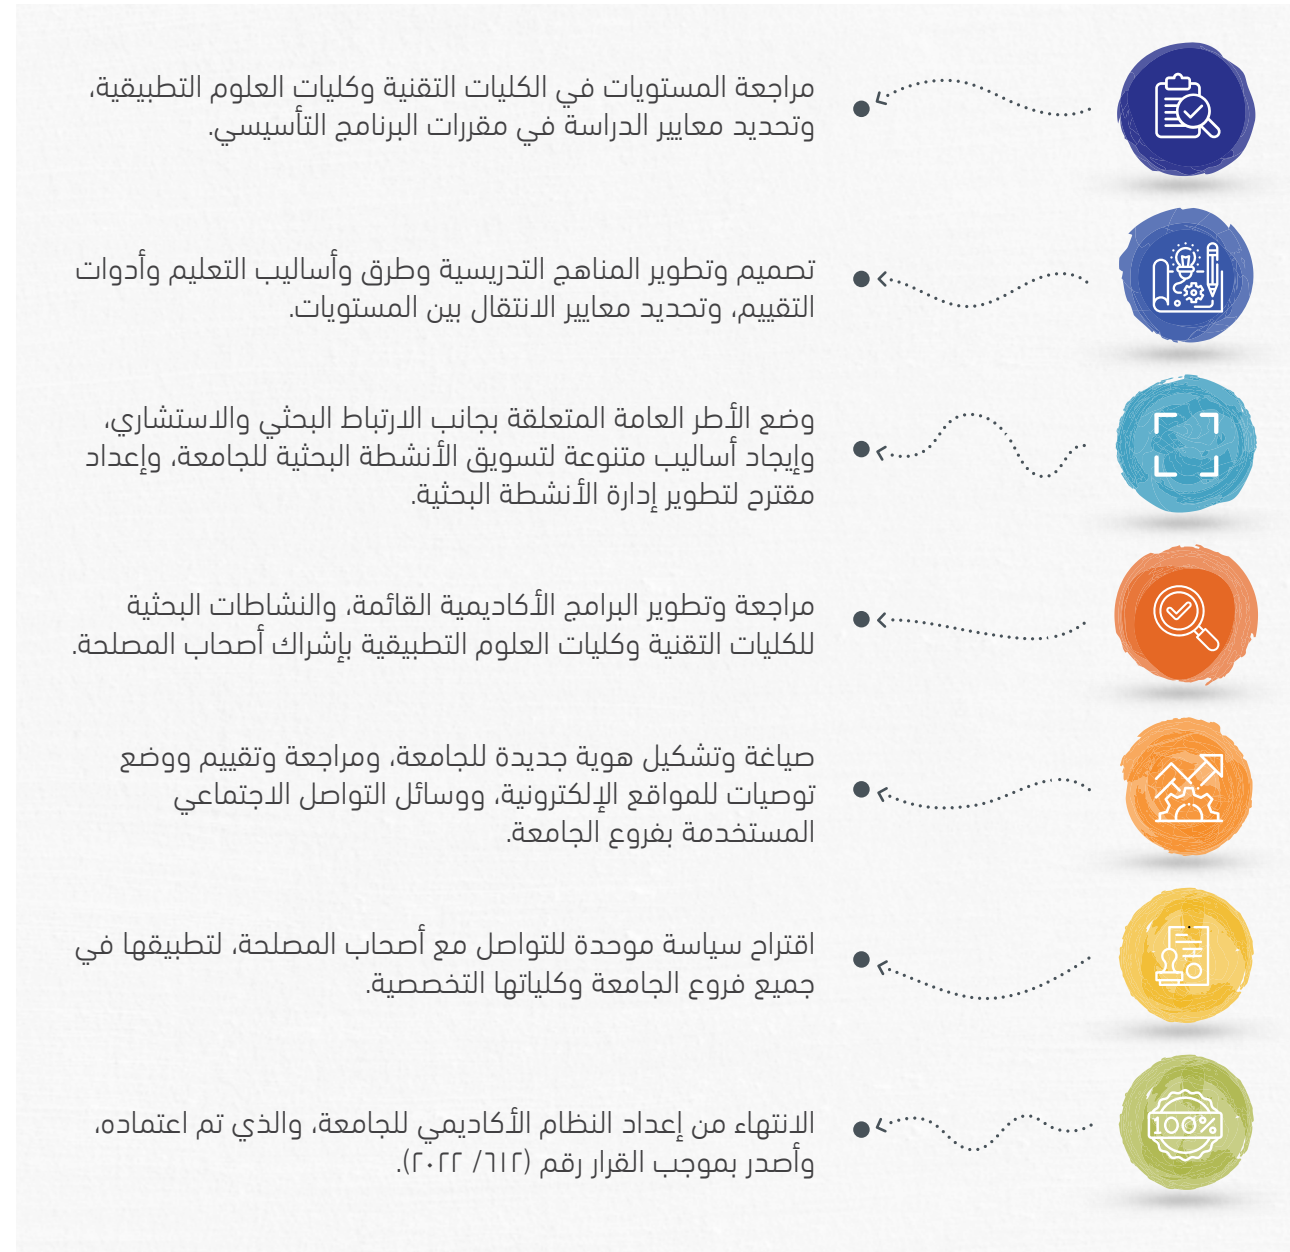 مراجعة المستويات في الكليات التقنية وكليات العلوم التطبيقية،
وتحديد معايير الدراسة في مقررات البرنامج التأسيسي.
تصميم وتطوير المناهج التدريسية وطرق وأساليب التعليم وأدوات
التقييم، وتحديد معايير الانتقال بين المستويات.
وضع الأطر العامة المتعلقة بجانب الارتباط البحثي والاستشاري،
وإيجاد أساليب متنوعة لتسويق الأنشطة البحثية للجامعة، وإعداد
مقترح لتطوير إدارة الأنشطة البحثية.
مراجعة وتطوير البرامج الأكاديمية القائمة، والنشاطات البحثية
للكليات التقنية وكليات العلوم التطبيقية بإشراك أصحاب المصلحة.
صياغة وتشكيل هوية جديدة للجامعة، ومراجعة وتقييم ووضع
توصيات للمواقع الإلكترونية، ووسائل التواصل الاجتماعي
المستخدمة بفروع الجامعة.
اقتراح سياسة موحدة للتواصل مع أصحاب المصلحة، لتطبيقها في
جميع فروع الجامعة وكلياتها التخصصية.
100%
الانتهاء من إعداد النظام الأكاديمي للجامعة، والذي تم اعتماده،
وأصدر بموجب القرار رقم (٦١٢/ ٢٠٢٢).